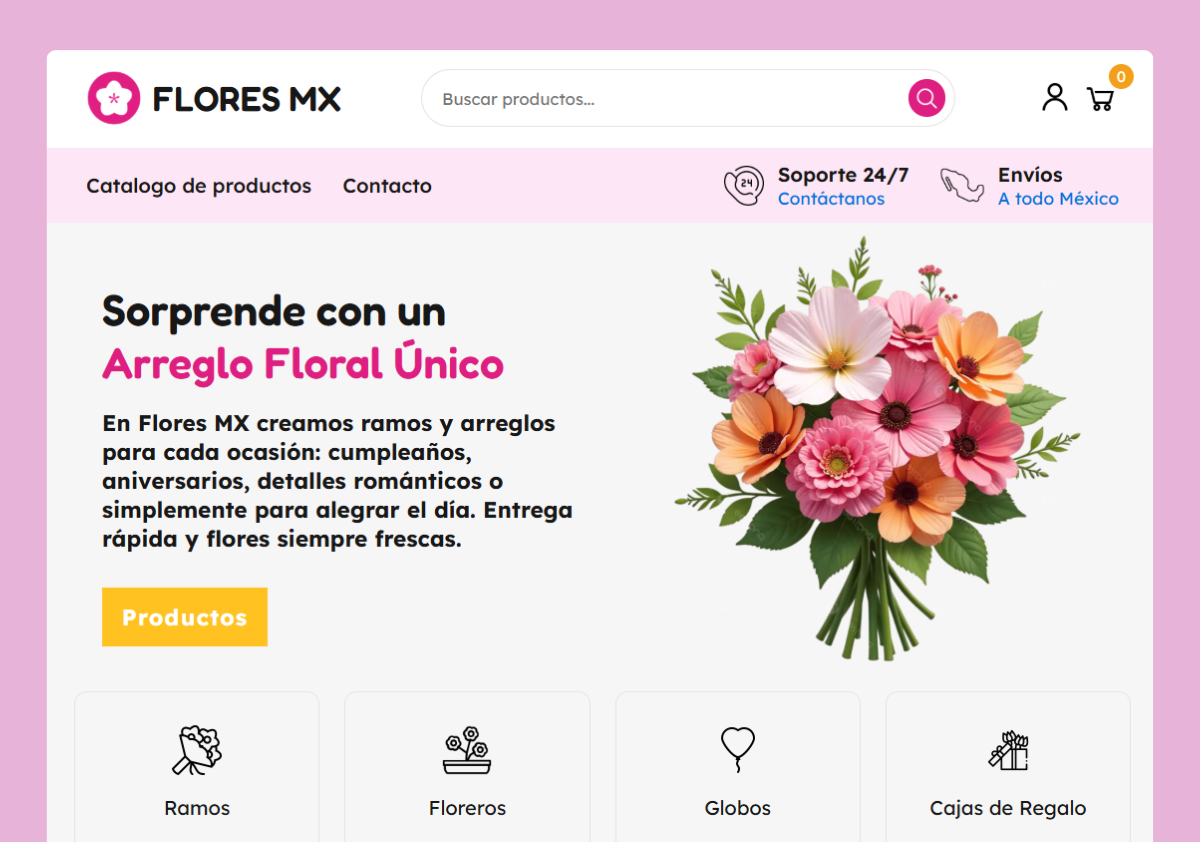 FLORES MX
Buscar productos...
0
Catalogo de productos
Contacto
24
Soporte 24/7
Contáctanos
Envíos
A todo México
Sorprende con un
Arreglo Floral Único
En Flores MX creamos ramos y arreglos
para cada ocasión: cumpleaños,
aniversarios, detalles románticos o
simplemente para alegrar el día. Entrega
rápida y flores siempre frescas.
Productos
Ramos
Floreros
Globos
Cajas de Regalo